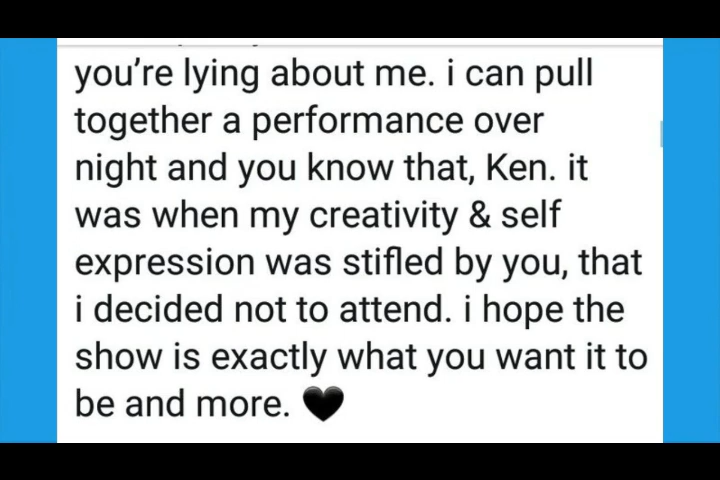 you're lying about me. i can pull
together a performance over
night and you know that, Ken. it
was when my creativity & self
expression was stifled by you, that
i decided not to attend. i hope the
show is exactly what you want it to
be and more. 🖤